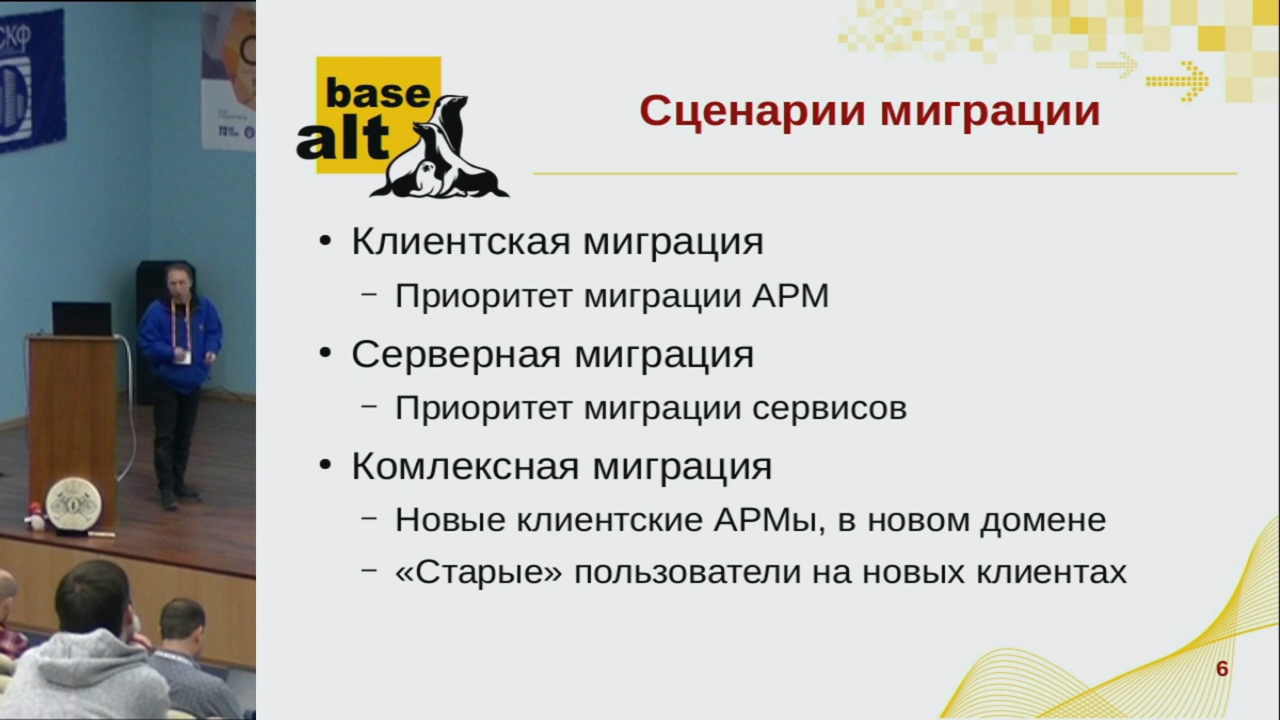 СКФ
base
alt
Сценарии миграции
• Клиентская миграция
– Приоритет миграции АРМ
• Серверная миграция
– Приоритет миграции сервисов
• Комлексная миграция
– Новые клиентские АРМы, в новом домене
– «Старые» пользователи на новых клиентах
6